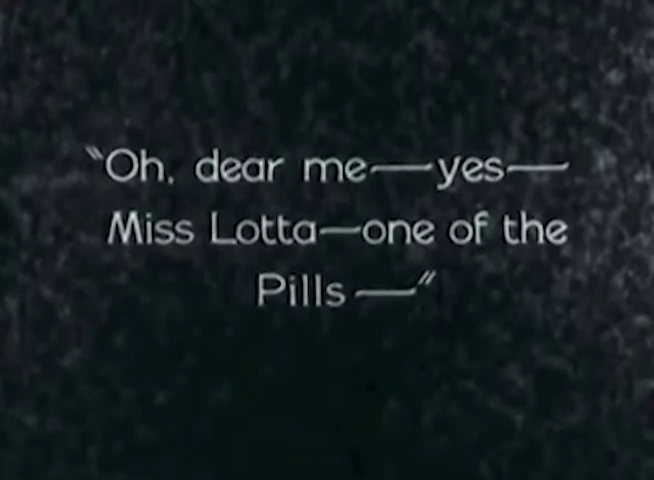 "Oh, dear me—yes—
Miss Lotta—one of the
Pills—"